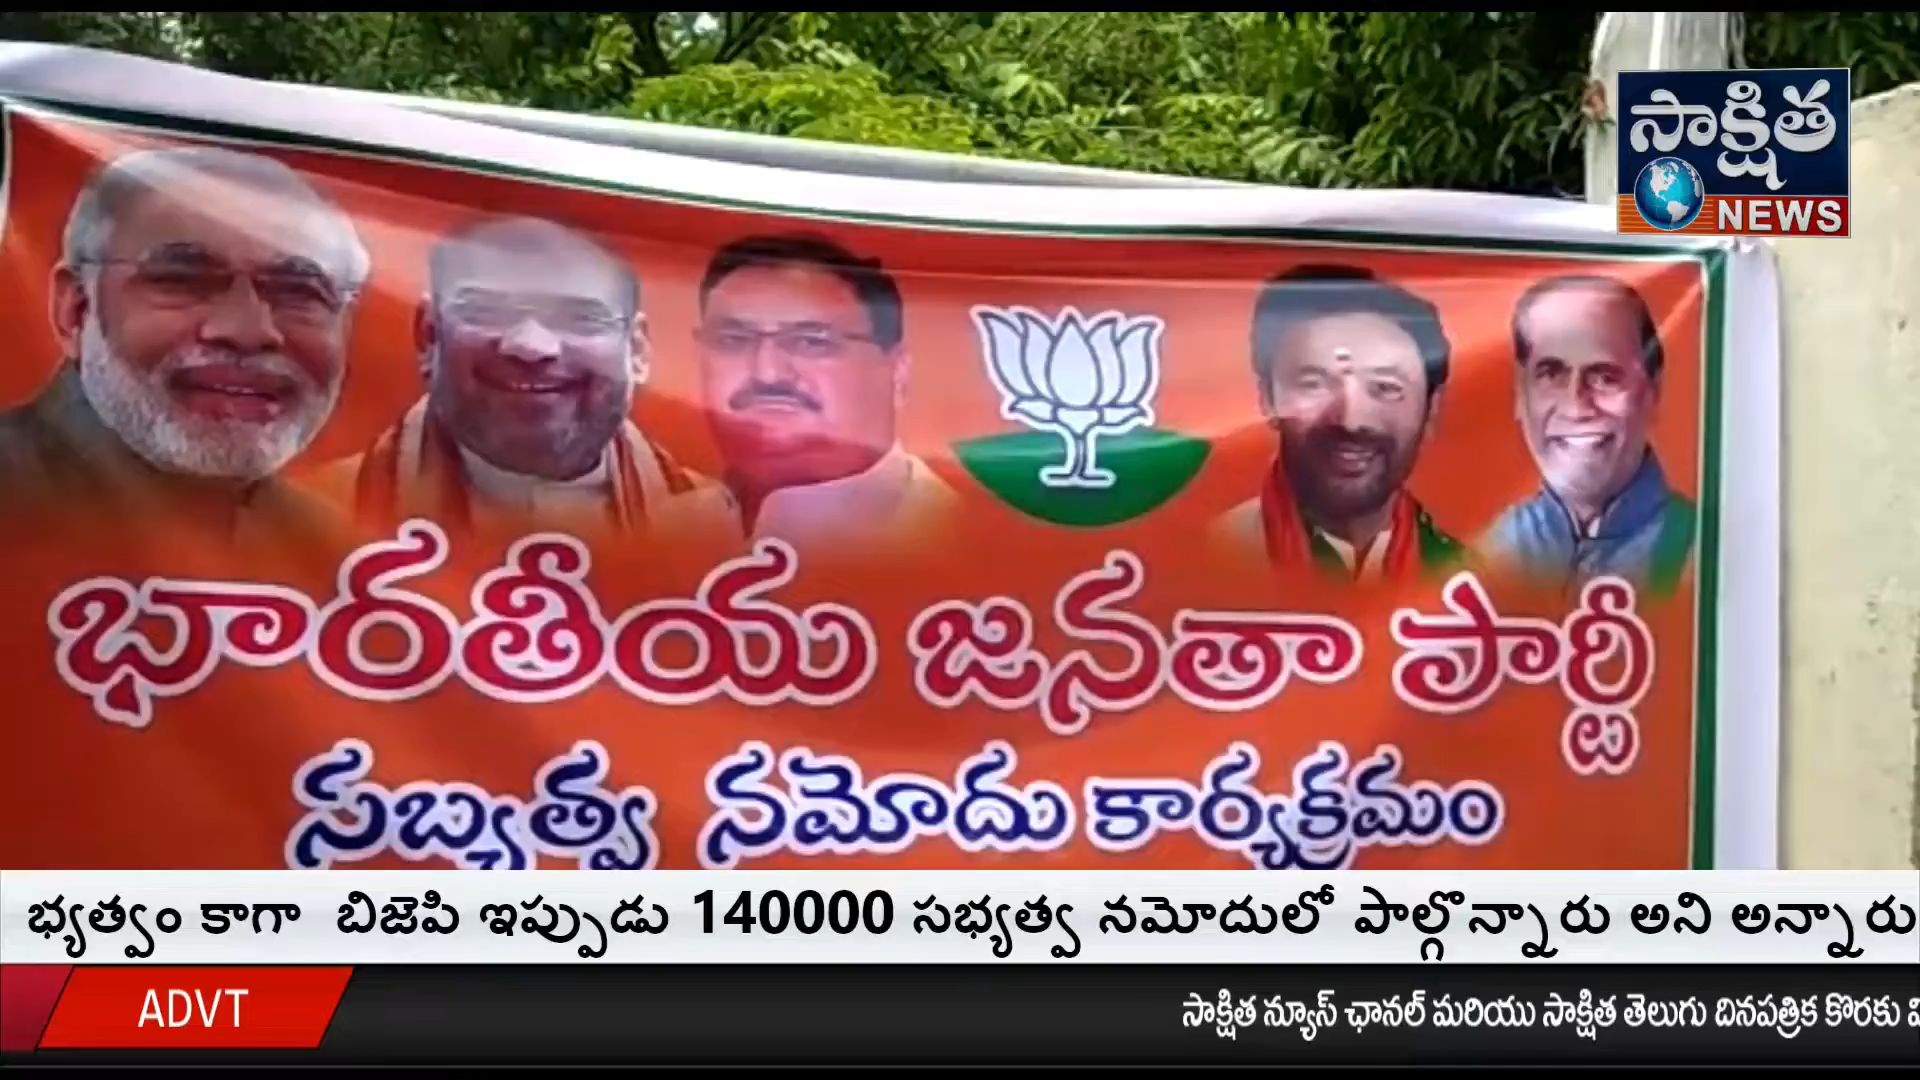 సాక్షిత
NEWS
భారతీయ జనతా పార్టీ
సబ్యత్వ నమోదు కార్యక్రమం
భ్యత్వం కాగా బిజెపి ఇప్పుడు 140000 సభ్యత్వ నమోదులో పాల్గొన్నారు అని అన్నారు
ADVT
సాక్షిత న్యూస్ ఛానల్ మరియు సాక్షిత తెలుగు దినపత్రిక కొరకు